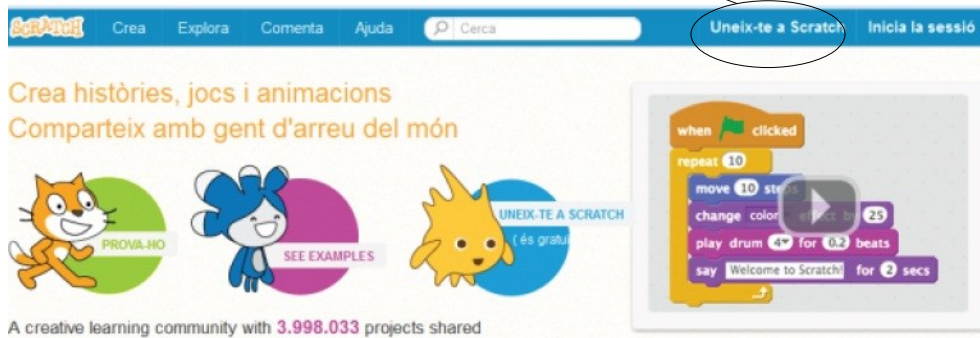 SCRATCH Crea Explora Comenta Ajuda Cerca Uneix-te a Scratch Inicia la sessió
Crea històries, jocs i animacions
Comparteix amb gent d'arreu del món
PROVA-HO
SEE EXAMPLES
UNEIX-TE A SCRATCH
( és gratuï
when clicked
repeat 10
move 10 steps
change color effect by 25
play drum 4 for 0.2 beats
say Welcome to Scratch! for 2 secs
A creative learning community with 3.998.033 projects shared